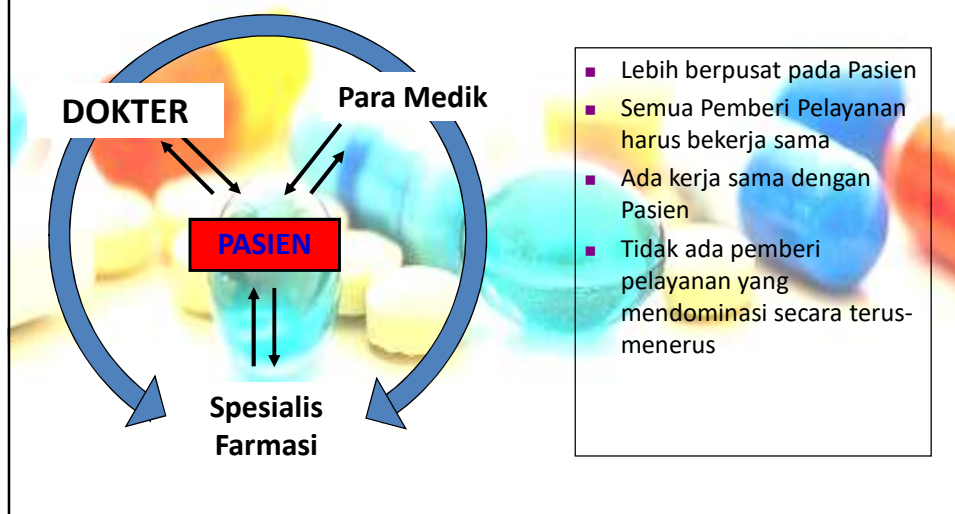 DOKTER
Para Medik
PASIEN
Spesialis
Farmasi
Lebih berpusat pada Pasien
Semua Pemberi Pelayanan
harus bekerja sama
Ada kerja sama dengan
Pasien
Tidak ada pemberi
pelayanan yang
mendominasi secara terus-
menerus